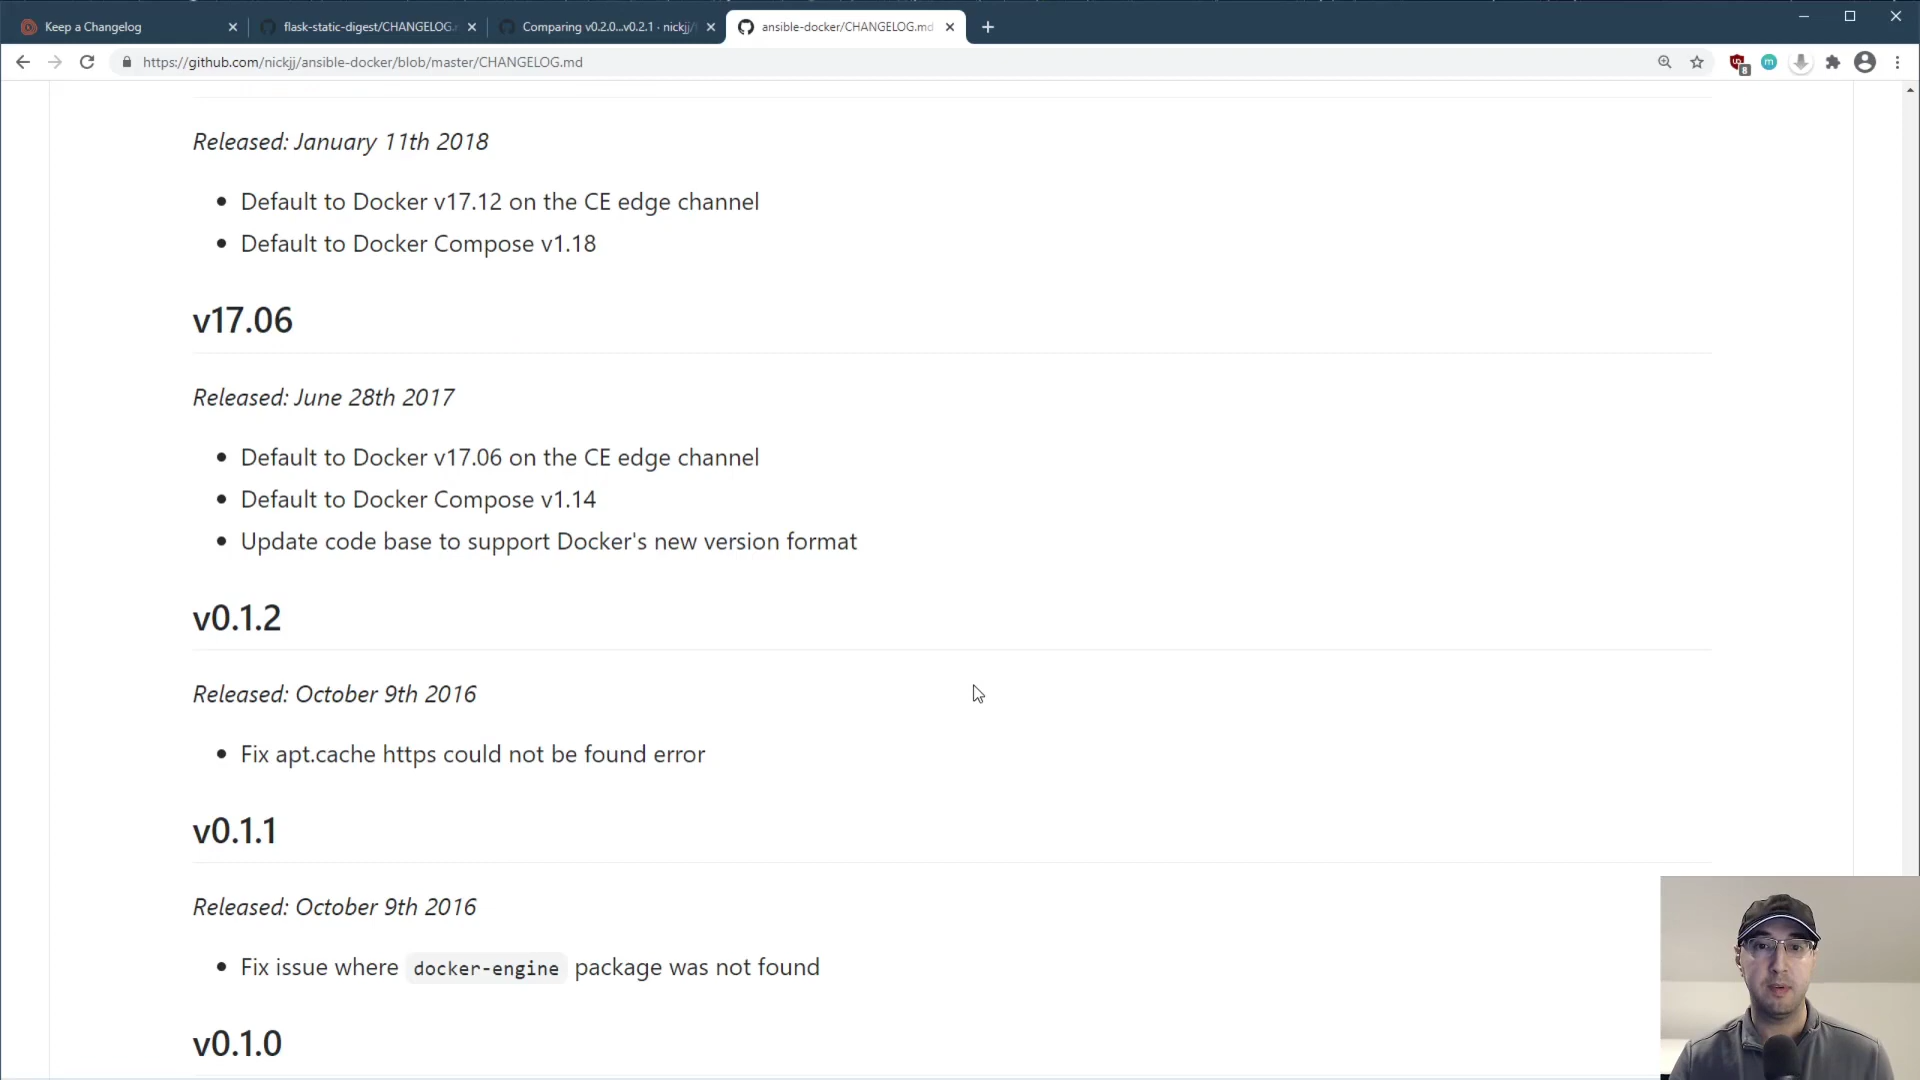 Keep a Changelog
flask-static-digest/CHANGELOG.
Comparing v0.2.0...v0.2.1 · nickjj/
ansible-docker/CHANGELOG.md
https://github.com/nickjj/ansible-docker/blob/master/CHANGELOG.md
8
m
Released: January 11th 2018
Default to Docker v17.12 on the CE edge channel
Default to Docker Compose v1.18
v17.06
Released: June 28th 2017
Default to Docker v17.06 on the CE edge channel
Default to Docker Compose v1.14
Update code base to support Docker's new version format
v0.1.2
Released: October 9th 2016
Fix apt.cache https could not be found error
v0.1.1
Released: October 9th 2016
Fix issue where docker-engine package was not found
v0.1.0